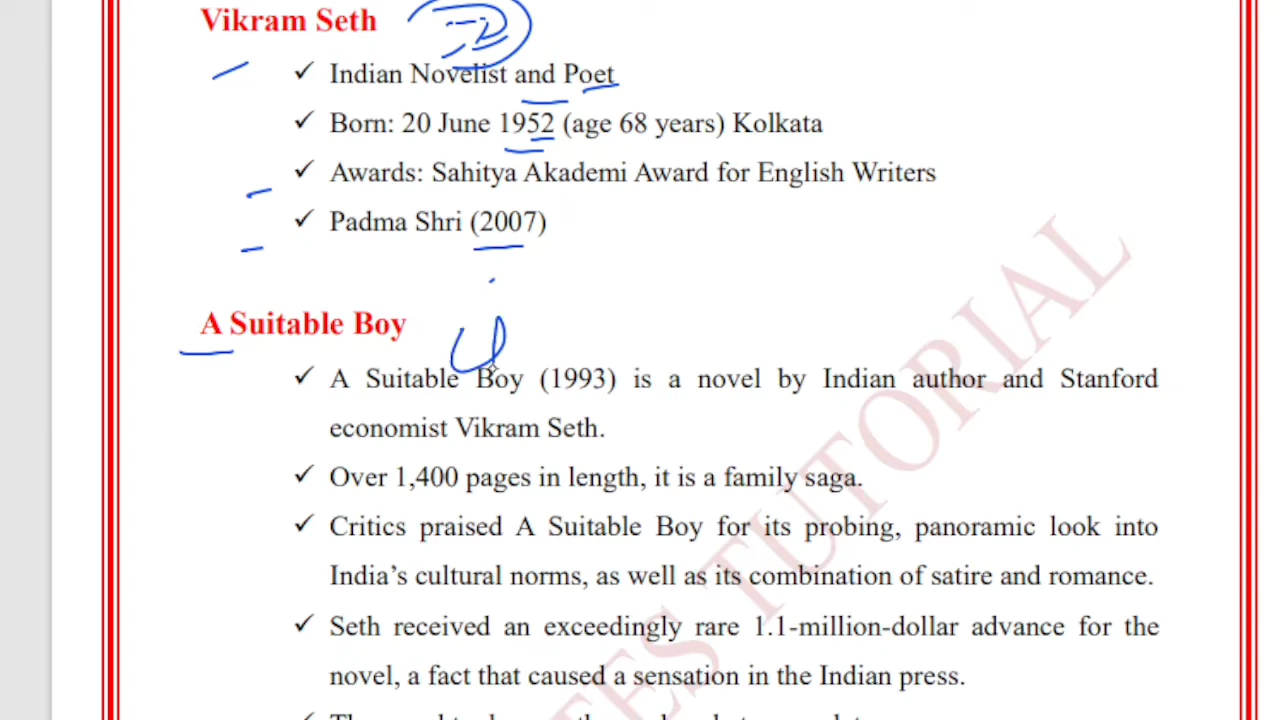 Vikram Seth
✓ Indian Novelist and Poet
✓ Born: 20 June 1952 (age 68 years) Kolkata
✓ Awards: Sahitya Akademi Award for English Writers
✓ Padma Shri (2007)
A Suitable Boy
✓ A Suitable Boy (1993) is a novel by Indian author and Stanford
economist Vikram Seth.
✓ Over 1,400 pages in length, it is a family saga.
✓ Critics praised A Suitable Boy for its probing, panoramic look into
India's cultural norms, as well as its combination of satire and romance.
✓ Seth received an exceedingly rare 1.1-million-dollar advance for the
novel, a fact that caused a sensation in the Indian press.
TUTORIAL